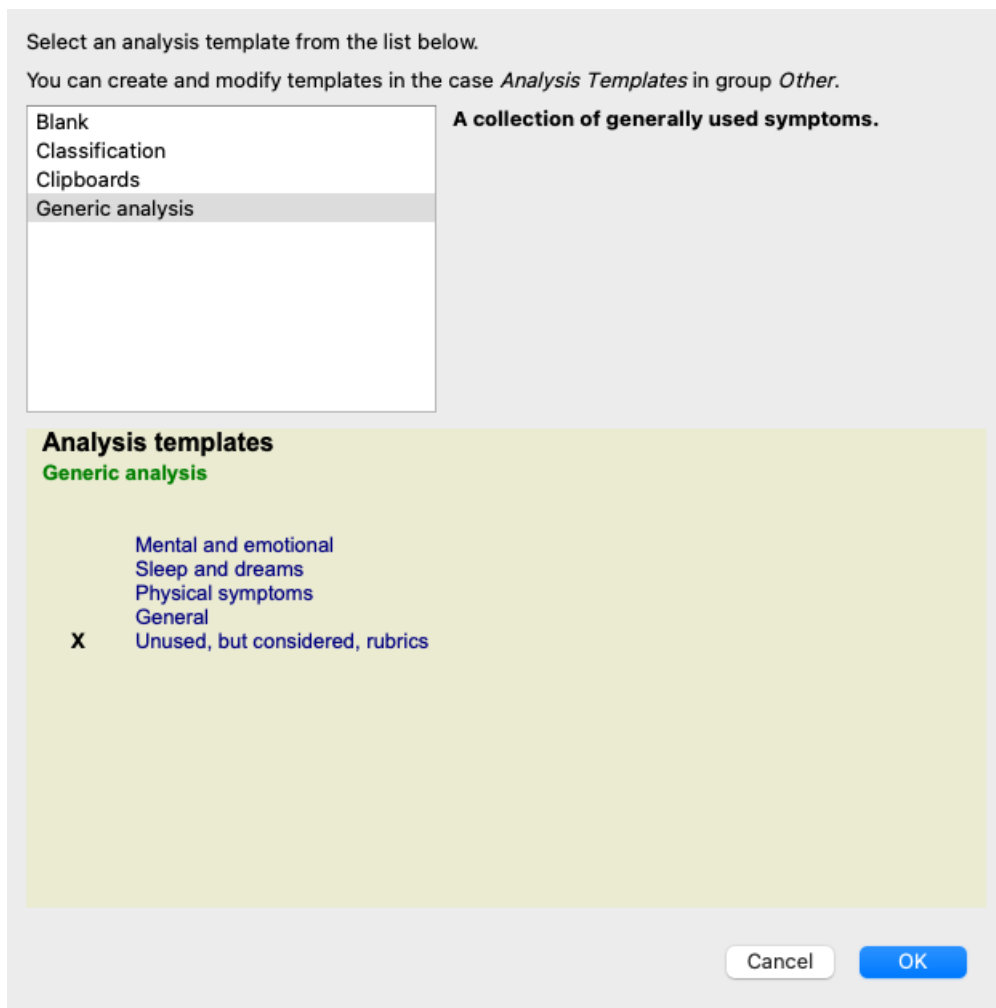 Select an analysis template from the list below.
You can create and modify templates in the case Analysis Templates in group Other.
Blank
Classification
Clipboards
Generic analysis
A collection of generally used symptoms.
Analysis templates
Generic analysis
Mental and emotional
Sleep and dreams
Physical symptoms
General
X Unused, but considered, rubrics
Cancel OK